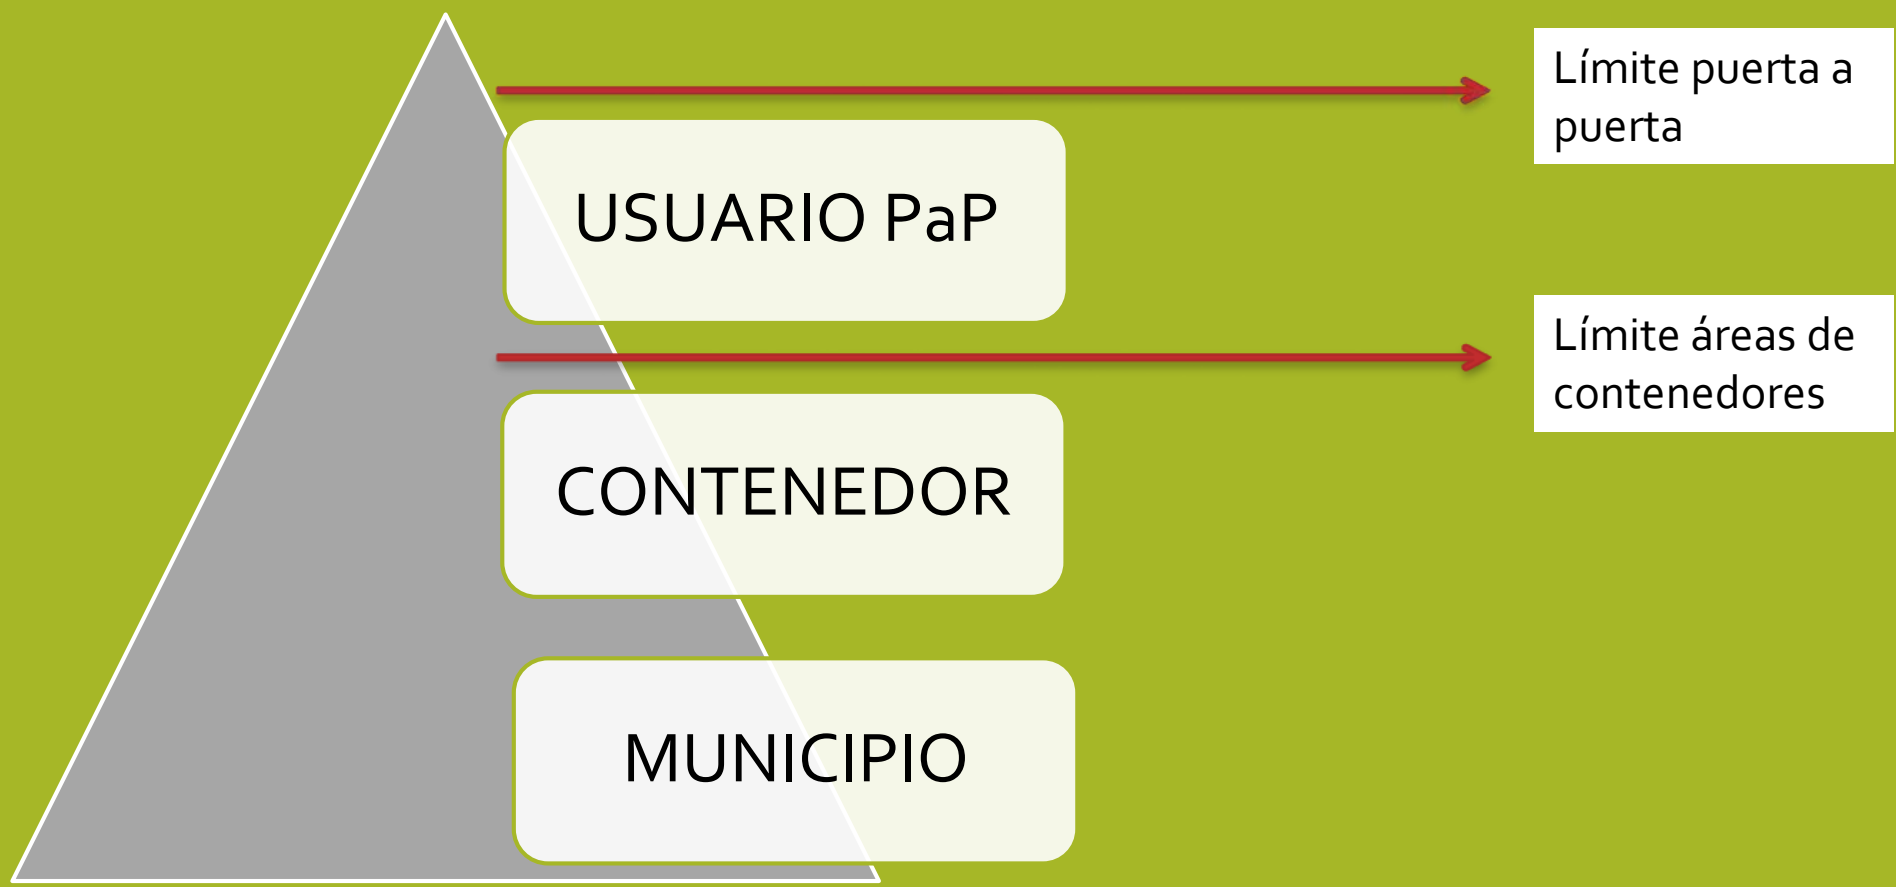 Límite puerta a
puerta
USUARIO PaP
Límite áreas de
contenedores
CONTENEDOR
MUNICIPIO